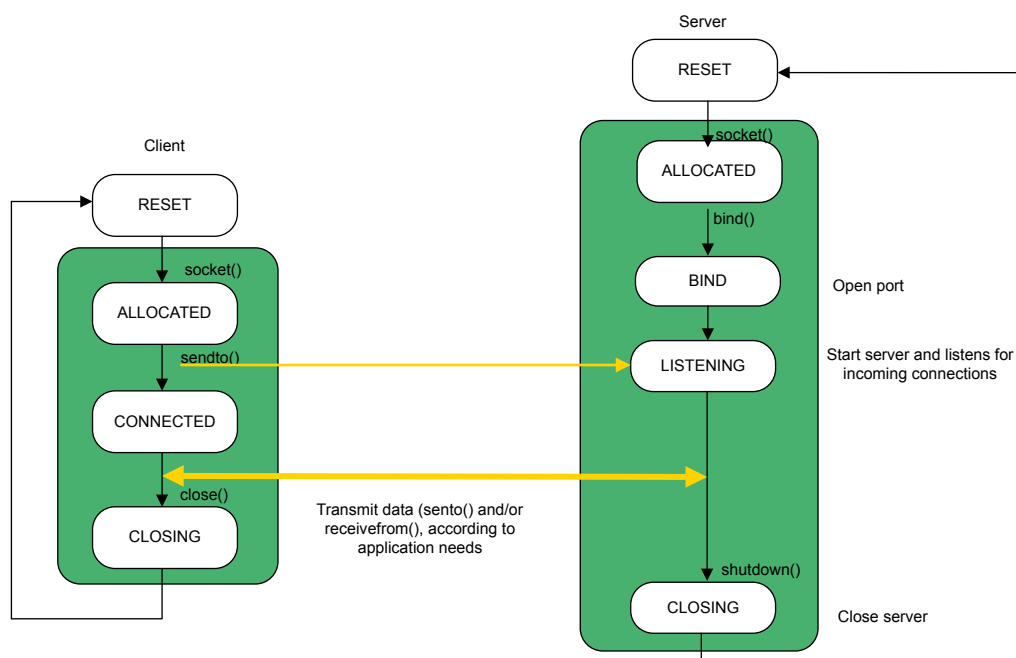 Server
RESET
socket()
ALLOCATED
bind()
BIND
Open port
LISTENING
Start server and listens for
incoming connections
shutdown()
CLOSING
Close server
Client
RESET
socket()
ALLOCATED
sendto()
CONNECTED
close()
CLOSING
Transmit data (sento() and/or
receivefrom(), according to
application needs